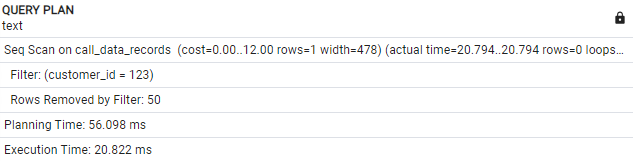 QUERY PLAN
text
Seq Scan on call_data_records (cost=0.00..12.00 rows=1 width=478) (actual time=20.794..20.794 rows=0 loops...
Filter: (customer_id = 123)
Rows Removed by Filter: 50
Planning Time: 56.098 ms
Execution Time: 20.822 ms